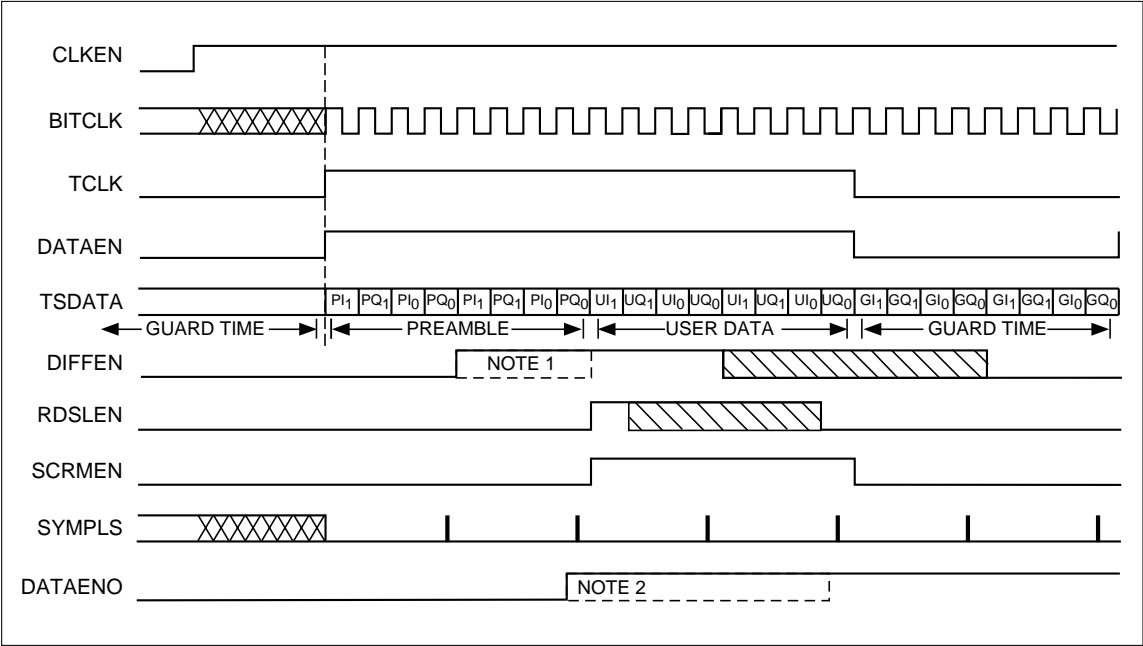 CLKEN
BITCLK
TCLK
DATAEN
TSDATA PI1 PQ1 PI0 PQ0 PI1 PQ1 PI0 PQ0 UI1 UQ1 UI0 UQ0 UI1 UQ1 UI0 UQ0 GI1 GQ1 GI0 GQ0 GI1 GQ1 GI0 GQ0
GUARD TIME PREAMBLE USER DATA GUARD TIME
DIFFEN NOTE 1
RDSLEN
SCRMEN
SYMPLS
DATAENO NOTE 2